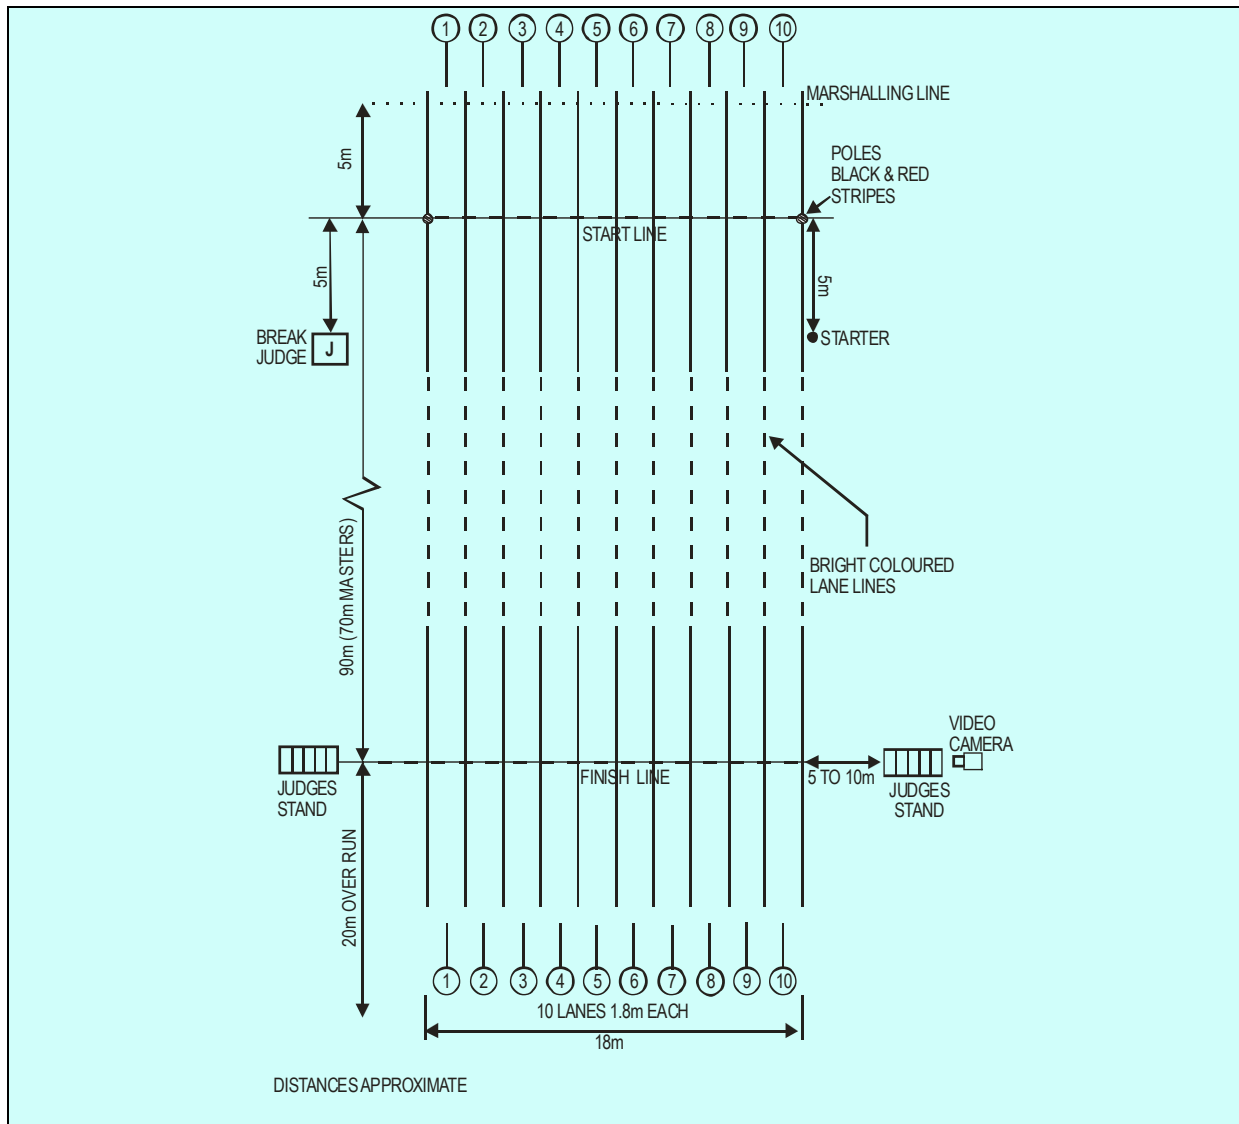 1 2 3 4 5 6 7 8 9 10
MARSHALLING LINE
5m
POLES
BLACK & RED
STRIPES
START LINE
5m
5m
BREAK
JUDGE
J
STARTER
90m (70m MASTERS)
BRIGHT COLOURED
LANE LINES
VIDEO
CAMERA
FINISH LINE
5 TO 10m
JUDGES
STAND
JUDGES
STAND
20m OVER RUN
1 2 3 4 5 6 7 8 9 10
10 LANES 1.8m EACH
18m
DISTANCES APPROXIMATE